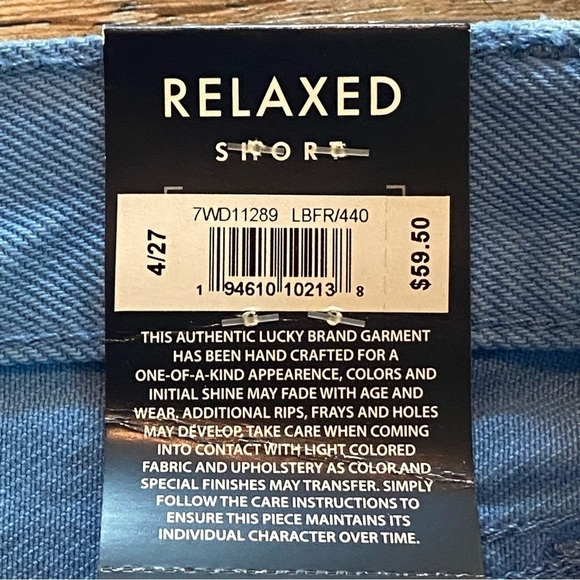 RELAXED
SHORT
7WD11289 LBFR/440
4/27
$59.50
1 94610 10213 8
THIS AUTHENTIC LUCKY BRAND GARMENT
HAS BEEN HAND CRAFTED FOR A
ONE-OF-A-KIND APPEARENCE, COLORS AND
INITIAL SHINE MAY FADE WITH AGE AND
WEAR. ADDITIONAL RIPS, FRAYS AND HOLES
MAY DEVELOP. TAKE CARE WHEN COMING
INTO CONTACT WITH LIGHT COLORED
FABRIC AND UPHOLSTERY AS COLOR AND
SPECIAL FINISHES MAY TRANSFER. SIMPLY
FOLLOW THE CARE INSTRUCTIONS TO
ENSURE THIS PIECE MAINTAINS ITS
INDIVIDUAL CHARACTER OVER TIME.